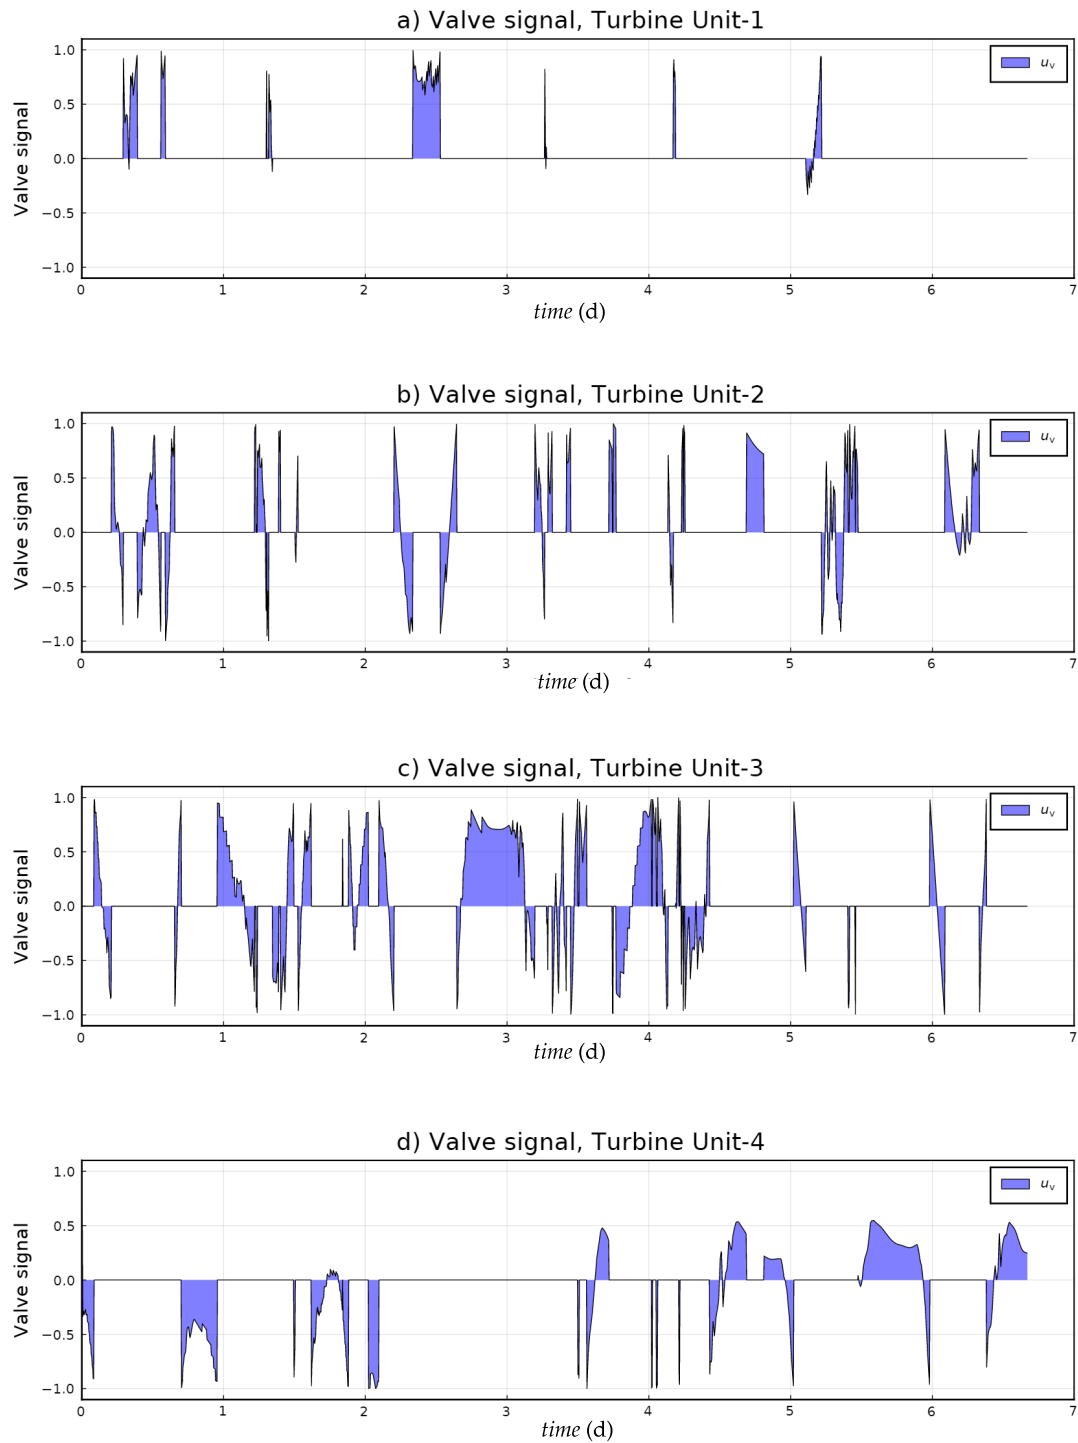 a) Valve signal, Turbine Unit-1
1.0
0.5
0.0
−0.5
−1.0
Valve signal
u_v
0 1 2 3 4 5 6 7
time (d)
b) Valve signal, Turbine Unit-2
1.0
0.5
0.0
−0.5
−1.0
Valve signal
u_v
0 1 2 3 4 5 6 7
time (d)
c) Valve signal, Turbine Unit-3
1.0
0.5
0.0
−0.5
−1.0
Valve signal
u_v
0 1 2 3 4 5 6 7
time (d)
d) Valve signal, Turbine Unit-4
1.0
0.5
0.0
−0.5
−1.0
Valve signal
u_v
0 1 2 3 4 5 6 7
time (d)